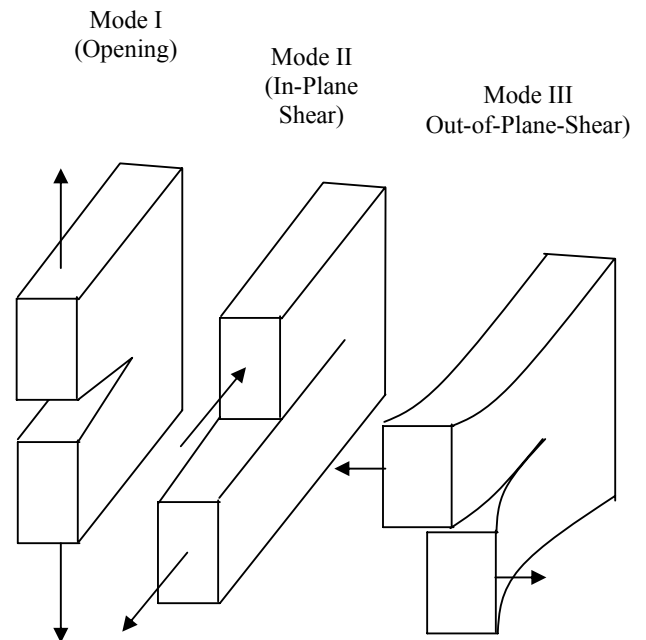 Mode I
(Opening)
Mode II
(In-Plane
Shear)
Mode III
Out-of-Plane-Shear)